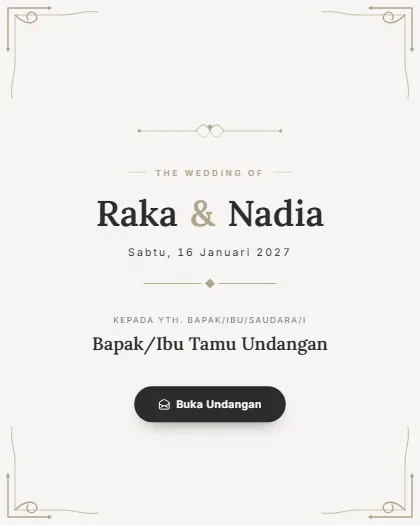 THE WEDDING OF
Raka & Nadia
Sabtu, 16 Januari 2027
KEPADA YTH. BAPAK/IBU/SAUDARA/I
Bapak/Ibu Tamu Undangan
Buka Undangan